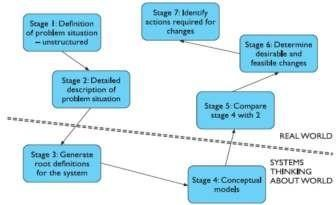 Stage 1: Definition
of problem situation
– unstructured
Stage 2: Detailed
description of
problem situation
Stage 3: Generate
root definitions
for the system
Stage 4: Conceptual
models
Stage 5: Compare
stage 4 with 2
Stage 6: Determine
desirable and
feasible changes
Stage 7: Identify
actions required for
changes
REAL WORLD
SYSTEMS
THINKING
ABOUT WORLD